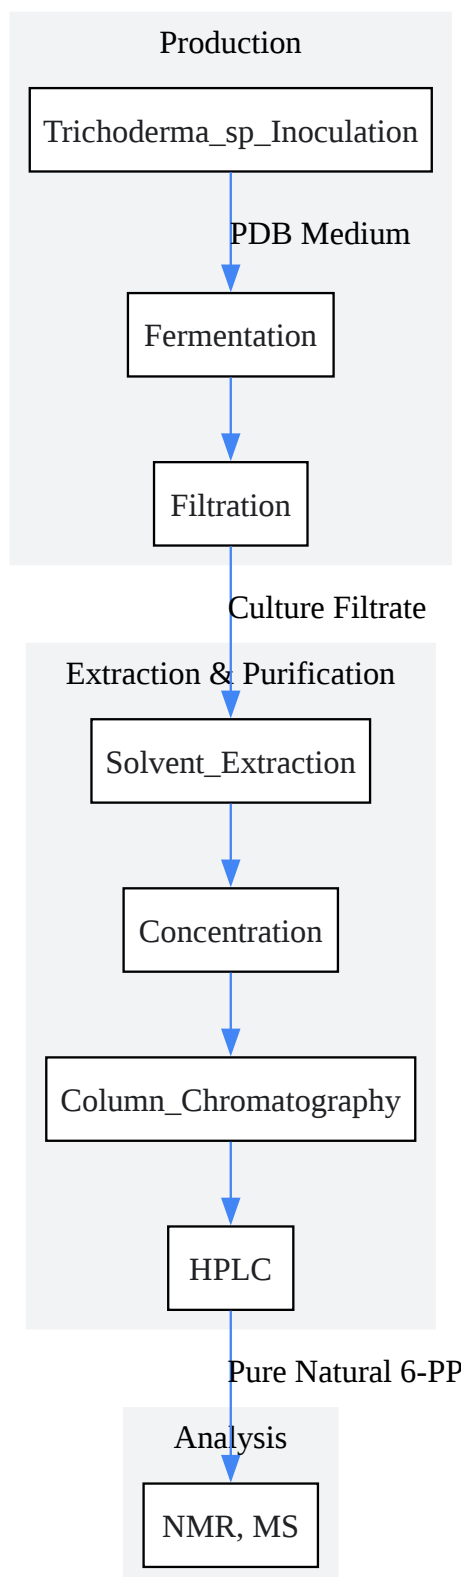 Production
Trichoderma_sp_Inoculation
PDB Medium
Fermentation
Filtration
Culture Filtrate
Extraction & Purification
Solvent_Extraction
Concentration
Column_Chromatography
HPLC
Pure Natural 6-PP
Analysis
NMR, MS